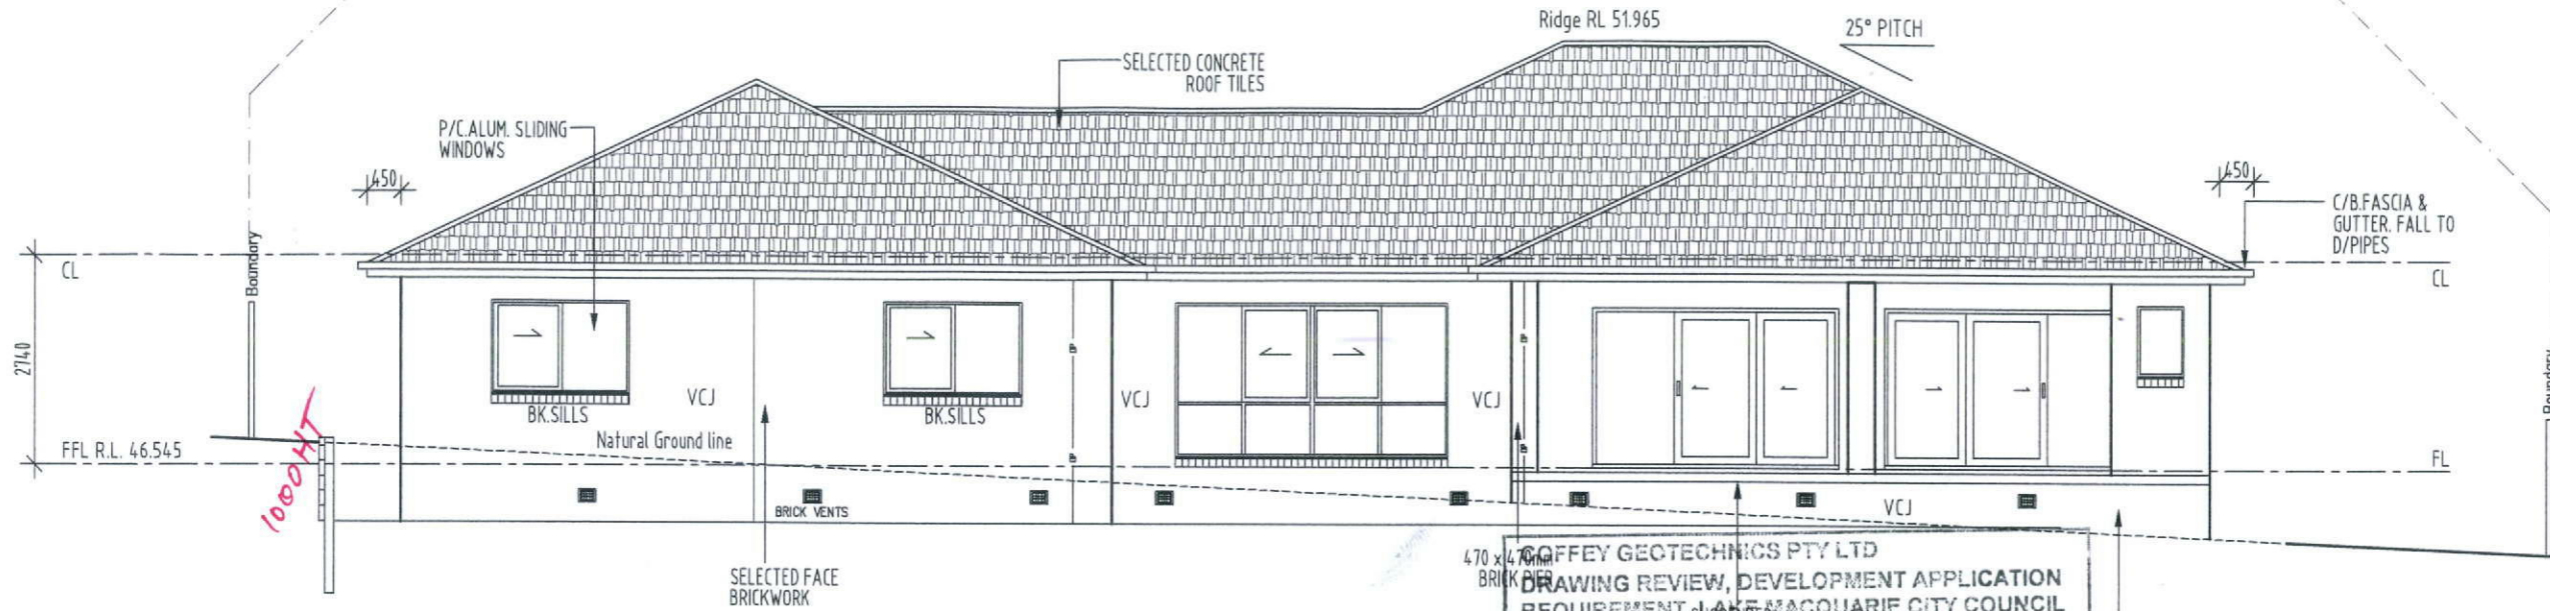 Ridge RL 51.965
25° PITCH
SELECTED CONCRETE
ROOF TILES
P/C.ALUM. SLIDING
WINDOWS
450
450
C/B.FASCIA &
GUTTER. FALL TO
D/PIPES
Boundary
CL
CL
2740
BK.SILLS
VCJ
BK.SILLS
VCJ
VCJ
Boundary
1000HT
Natural Ground line
FFL R.L. 46.545
FL
BRICK VENTS
VCJ
SELECTED FACE
BRICKWORK
470 x 470mm
BRICK PIER
COFFEY GEOTECHNICS PTY LTD
DRAWING REVIEW, DEVELOPMENT APPLICATION
REQUIREMENT LAKE MACQUARIE CITY COUNCIL